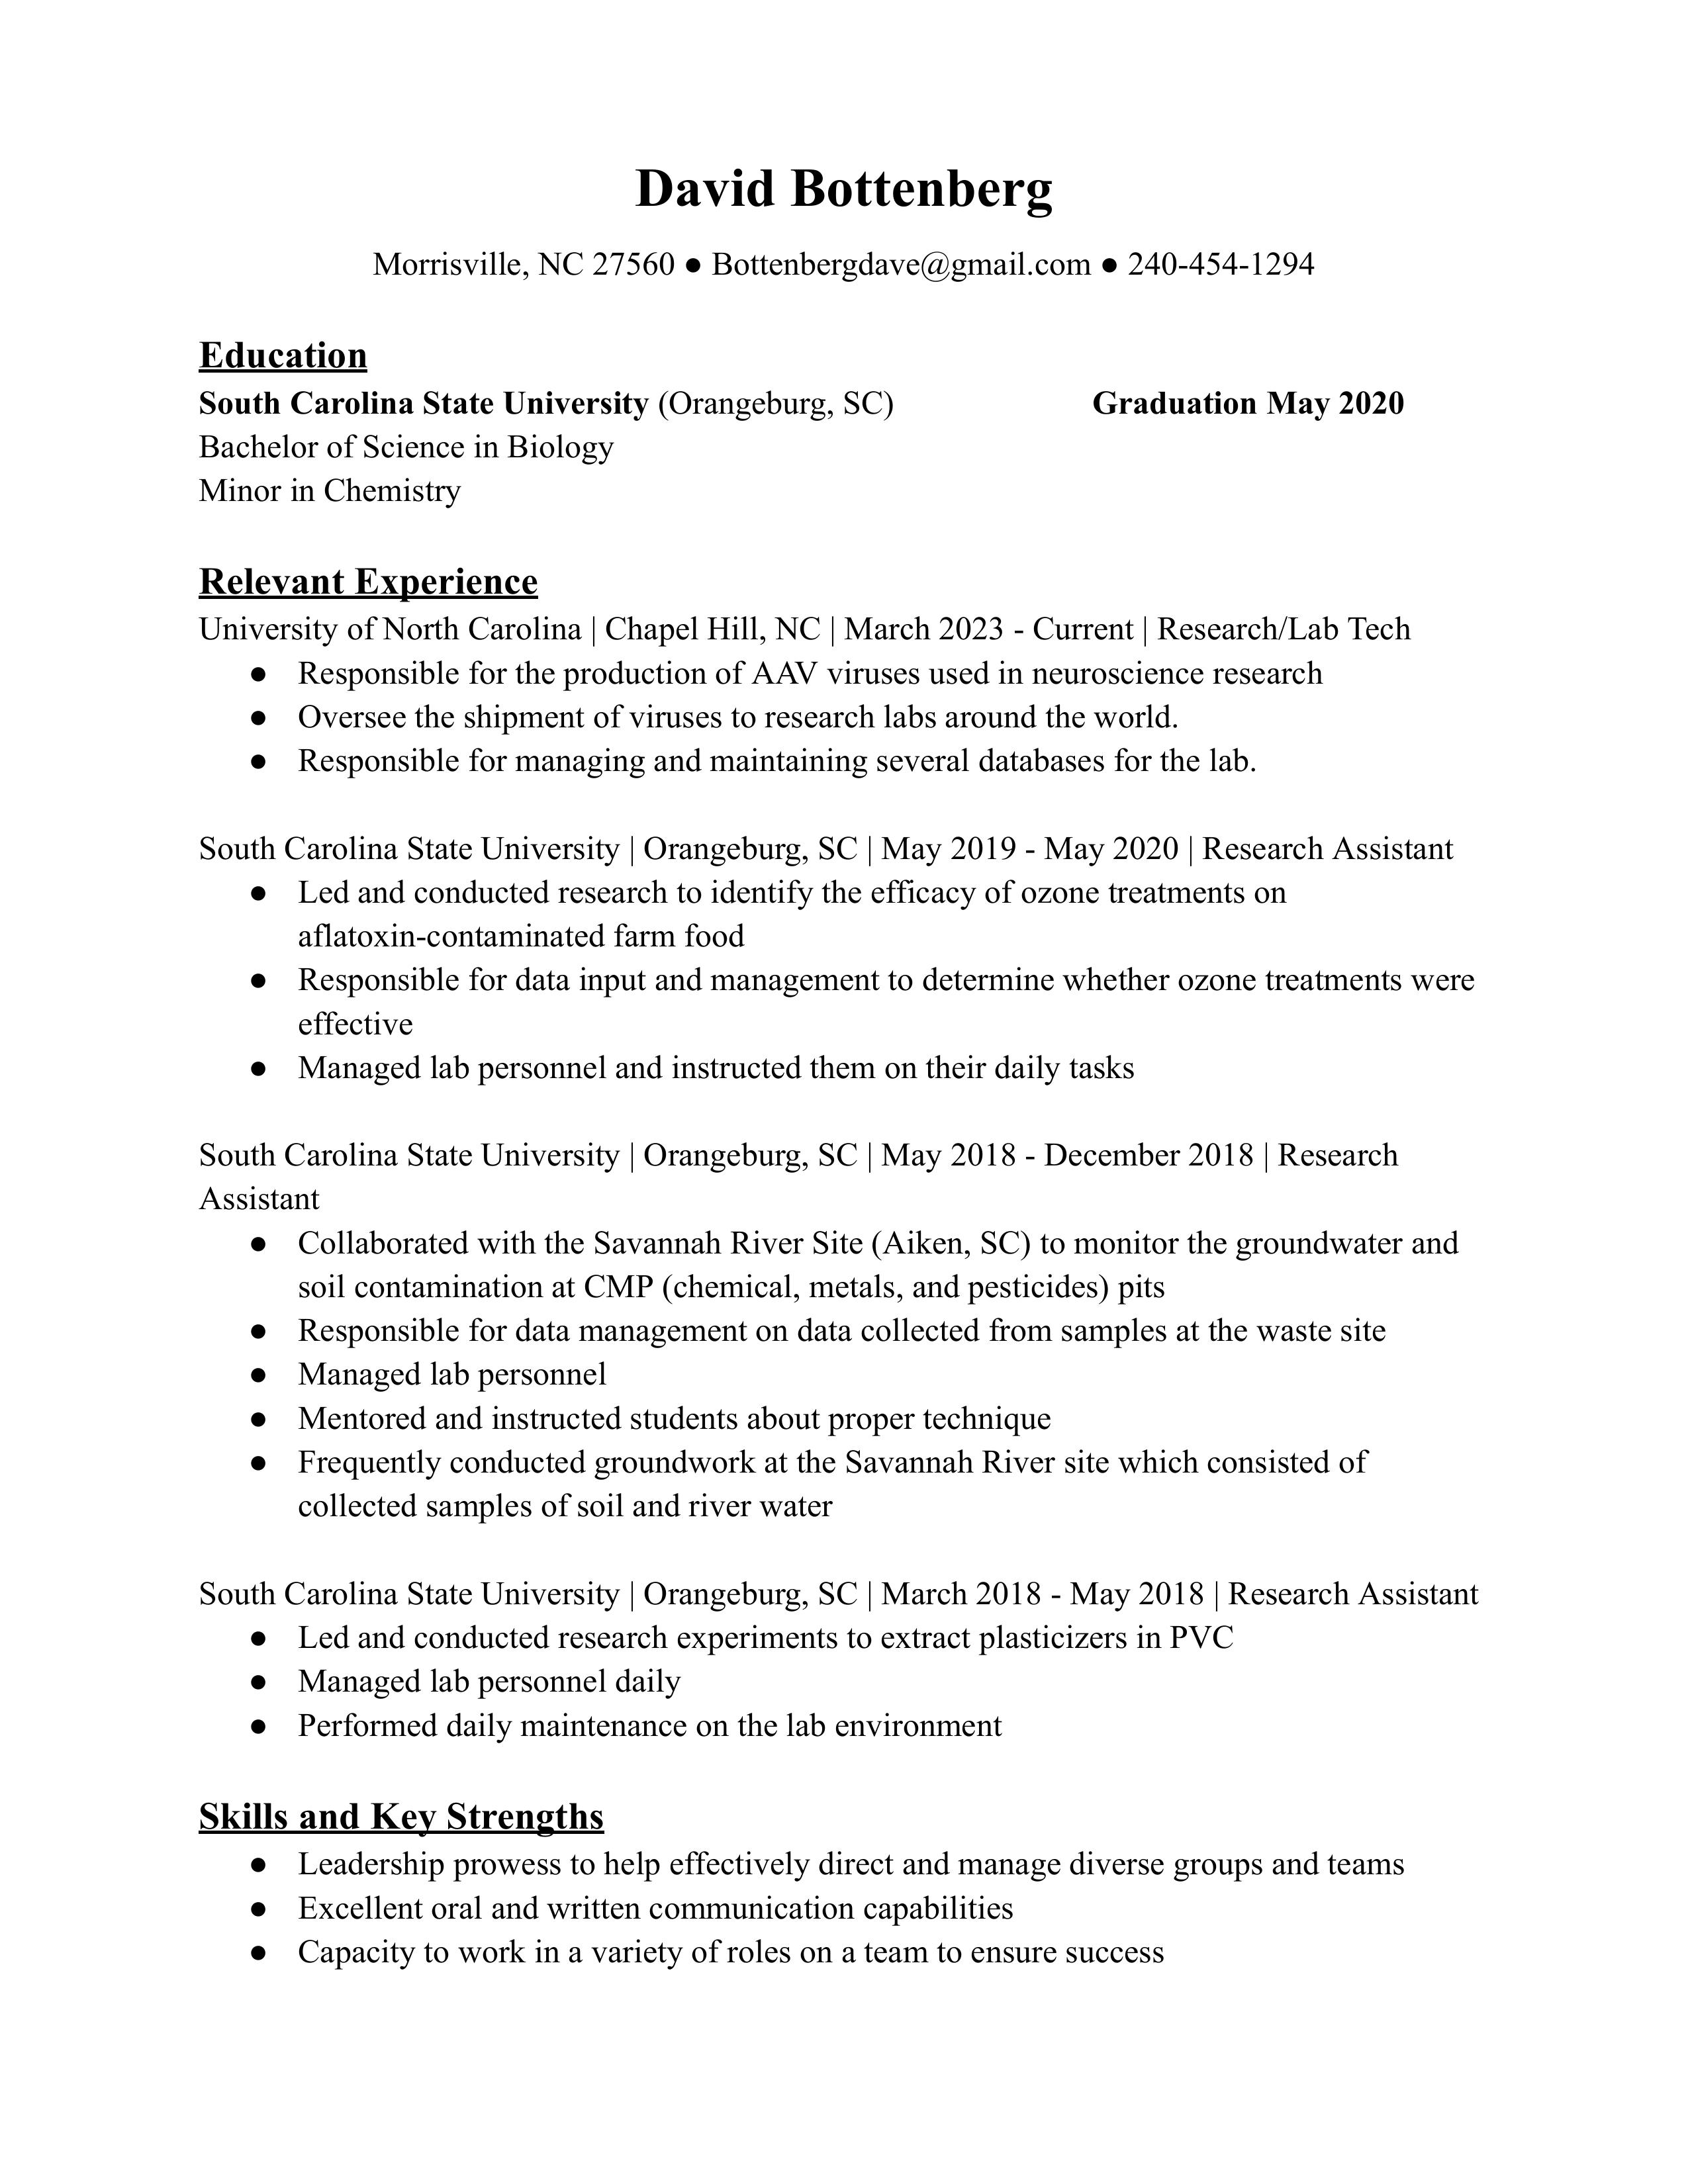 David Bottenberg
Morrisville, NC 27560 ● Bottenbergdave@gmail.com ● 240-454-1294
Education
South Carolina State University (Orangeburg, SC) Graduation May 2020
Bachelor of Science in Biology
Minor in Chemistry
Relevant Experience
University of North Carolina | Chapel Hill, NC | March 2023 - Current | Research/Lab Tech
● Responsible for the production of AAV viruses used in neuroscience research
● Oversee the shipment of viruses to research labs around the world.
● Responsible for managing and maintaining several databases for the lab.
South Carolina State University | Orangeburg, SC | May 2019 - May 2020 | Research Assistant
● Led and conducted research to identify the efficacy of ozone treatments on
aflatoxin-contaminated farm food
● Responsible for data input and management to determine whether ozone treatments were
effective
● Managed lab personnel and instructed them on their daily tasks
South Carolina State University | Orangeburg, SC | May 2018 - December 2018 | Research
Assistant
● Collaborated with the Savannah River Site (Aiken, SC) to monitor the groundwater and
soil contamination at CMP (chemical, metals, and pesticides) pits
● Responsible for data management on data collected from samples at the waste site
● Managed lab personnel
● Mentored and instructed students about proper technique
● Frequently conducted groundwork at the Savannah River site which consisted of
collected samples of soil and river water
South Carolina State University | Orangeburg, SC | March 2018 - May 2018 | Research Assistant
● Led and conducted research experiments to extract plasticizers in PVC
● Managed lab personnel daily
● Performed daily maintenance on the lab environment
Skills and Key Strengths
● Leadership prowess to help effectively direct and manage diverse groups and teams
● Excellent oral and written communication capabilities
● Capacity to work in a variety of roles on a team to ensure success